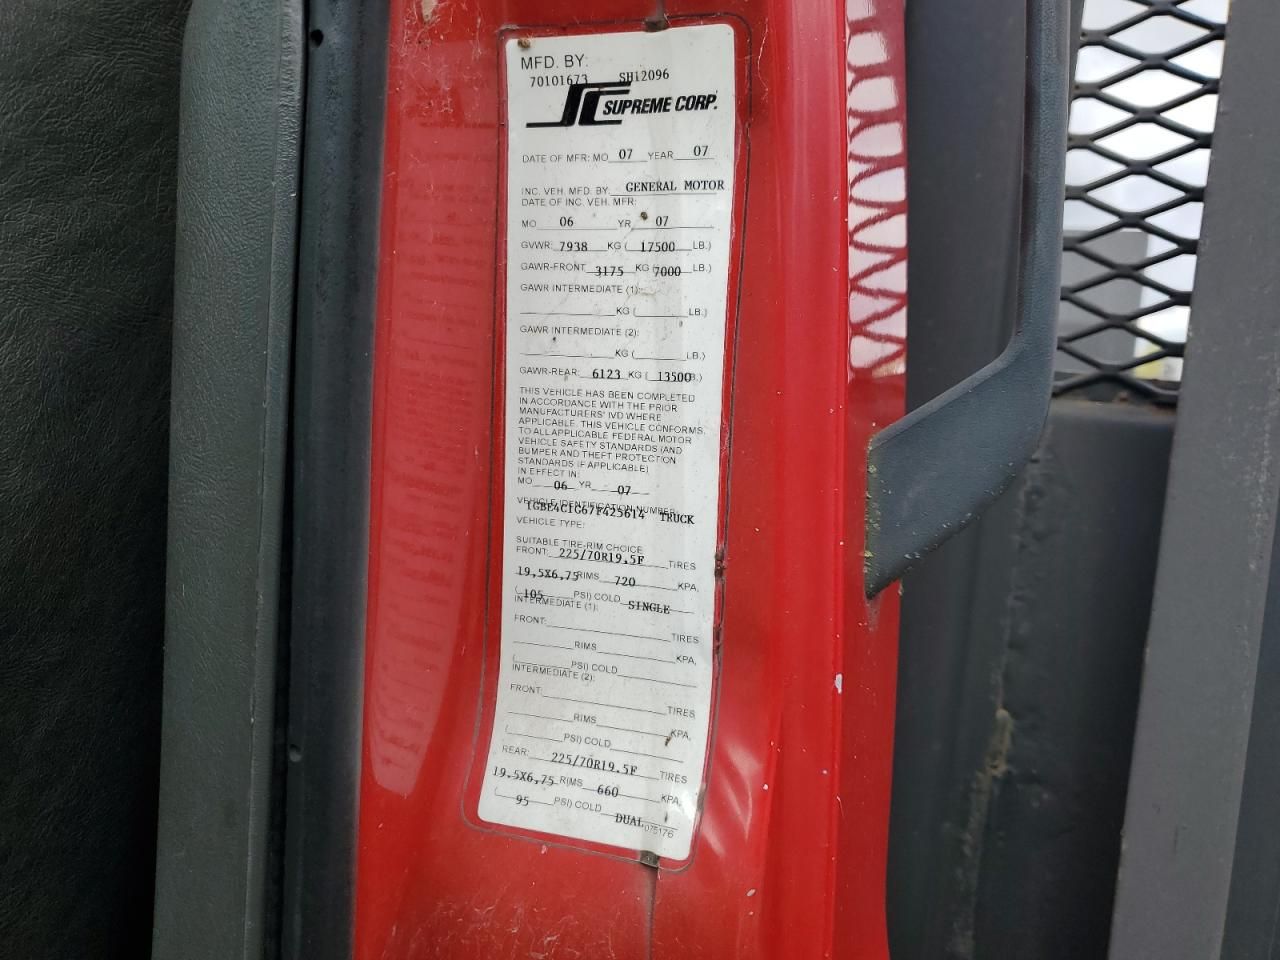 MFD. BY:
70101673 SH12096
SUPREME CORP.
DATE OF MFR: MO 07 YEAR 07
INC. VEH. MFD. BY: GENERAL MOTOR
DATE OF INC. VEH. MFR:
MO 06 YR 07
GVWR: 7938 KG ( 17500 LB.)
GAWR-FRONT 3175 KG ( 7000 LB.)
GAWR INTERMEDIATE (1):
KG ( LB.)
GAWR INTERMEDIATE (2):
KG ( LB.)
GAWR-REAR: 6123 KG ( 13500 LB.)
THIS VEHICLE HAS BEEN COMPLETED
IN ACCORDANCE WITH THE PRIOR
MANUFACTURERS' IVD WHERE
APPLICABLE. THIS VEHICLE CONFORMS
TO ALL APPLICABLE FEDERAL MOTOR
VEHICLE SAFETY STANDARDS (AND
BUMPER AND THEFT PROTECTION
STANDARDS IF APPLICABLE)
IN EFFECT IN:
MO 06 YR 07
VEHICLE IDENTIFICATION NUMBER:
1GBE4C1G67F425614 TRUCK
VEHICLE TYPE:
SUITABLE TIRE-RIM CHOICE
FRONT: 225/70R19.5F TIRES
19.5X6.75 RIMS 720 KPA,
( 105 PSI) COLD SINGLE
INTERMEDIATE (1):
FRONT: TIRES
RIMS KPA,
( PSI) COLD
INTERMEDIATE (2):
FRONT: TIRES
RIMS KPA,
( PSI) COLD
REAR: 225/70R19.5F TIRES
19.5X6.75 RIMS 660 KPA,
( 95 PSI) COLD DUAL
075176